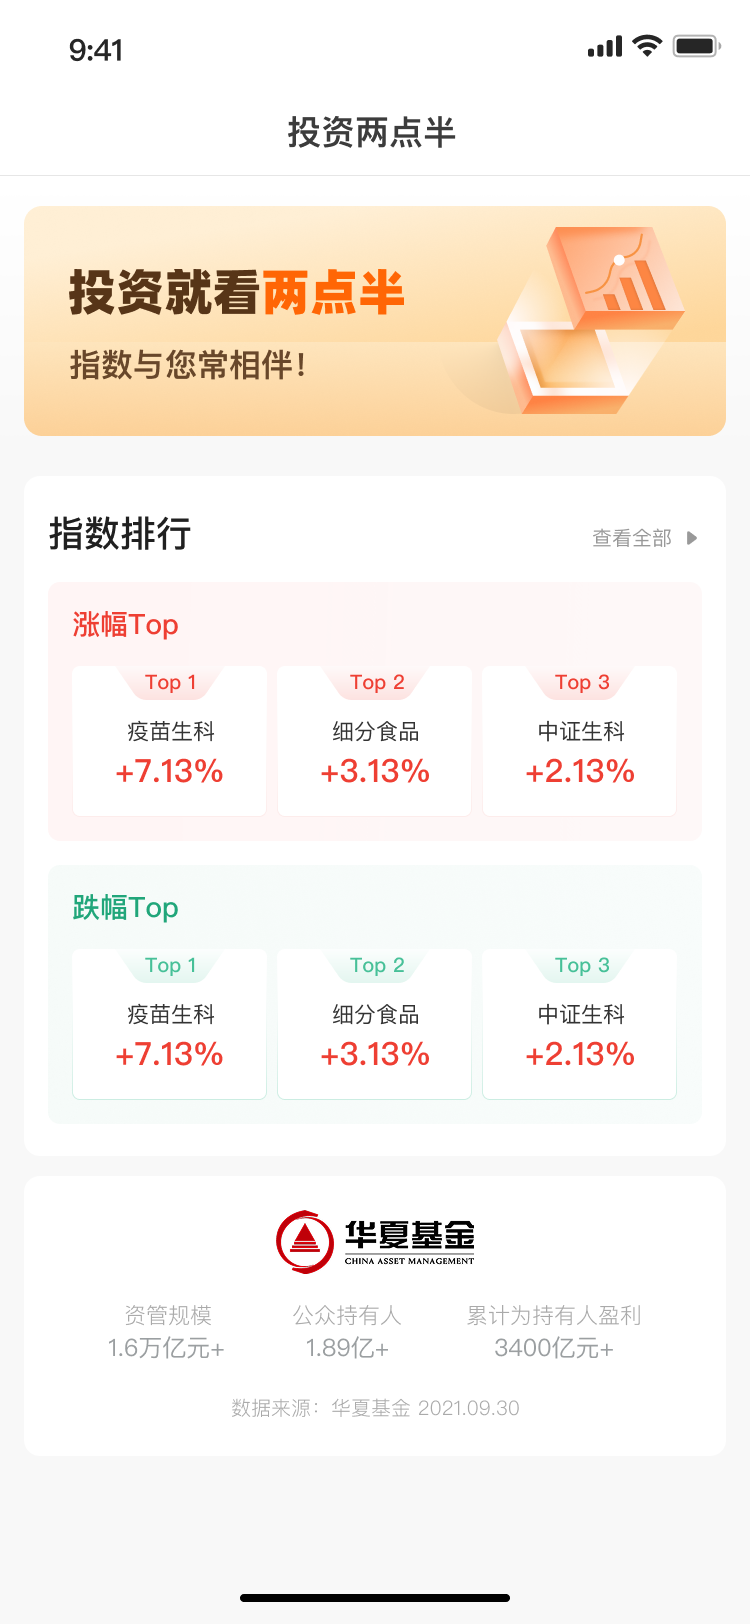 9:41
投资两点半
投资就看两点半
指数与您常相伴！
指数排行
查看全部
涨幅Top
Top 1 Top 2 Top 3
疫苗生科 细分食品 中证生科
+7.13% +3.13% +2.13%
跌幅Top
Top 1 Top 2 Top 3
疫苗生科 细分食品 中证生科
+7.13% +3.13% +2.13%
华夏基金
CHINA ASSET MANAGEMENT
资管规模 公众持有人 累计为持有人盈利
1.6万亿元+ 1.89亿+ 3400亿元+
数据来源：华夏基金 2021.09.30